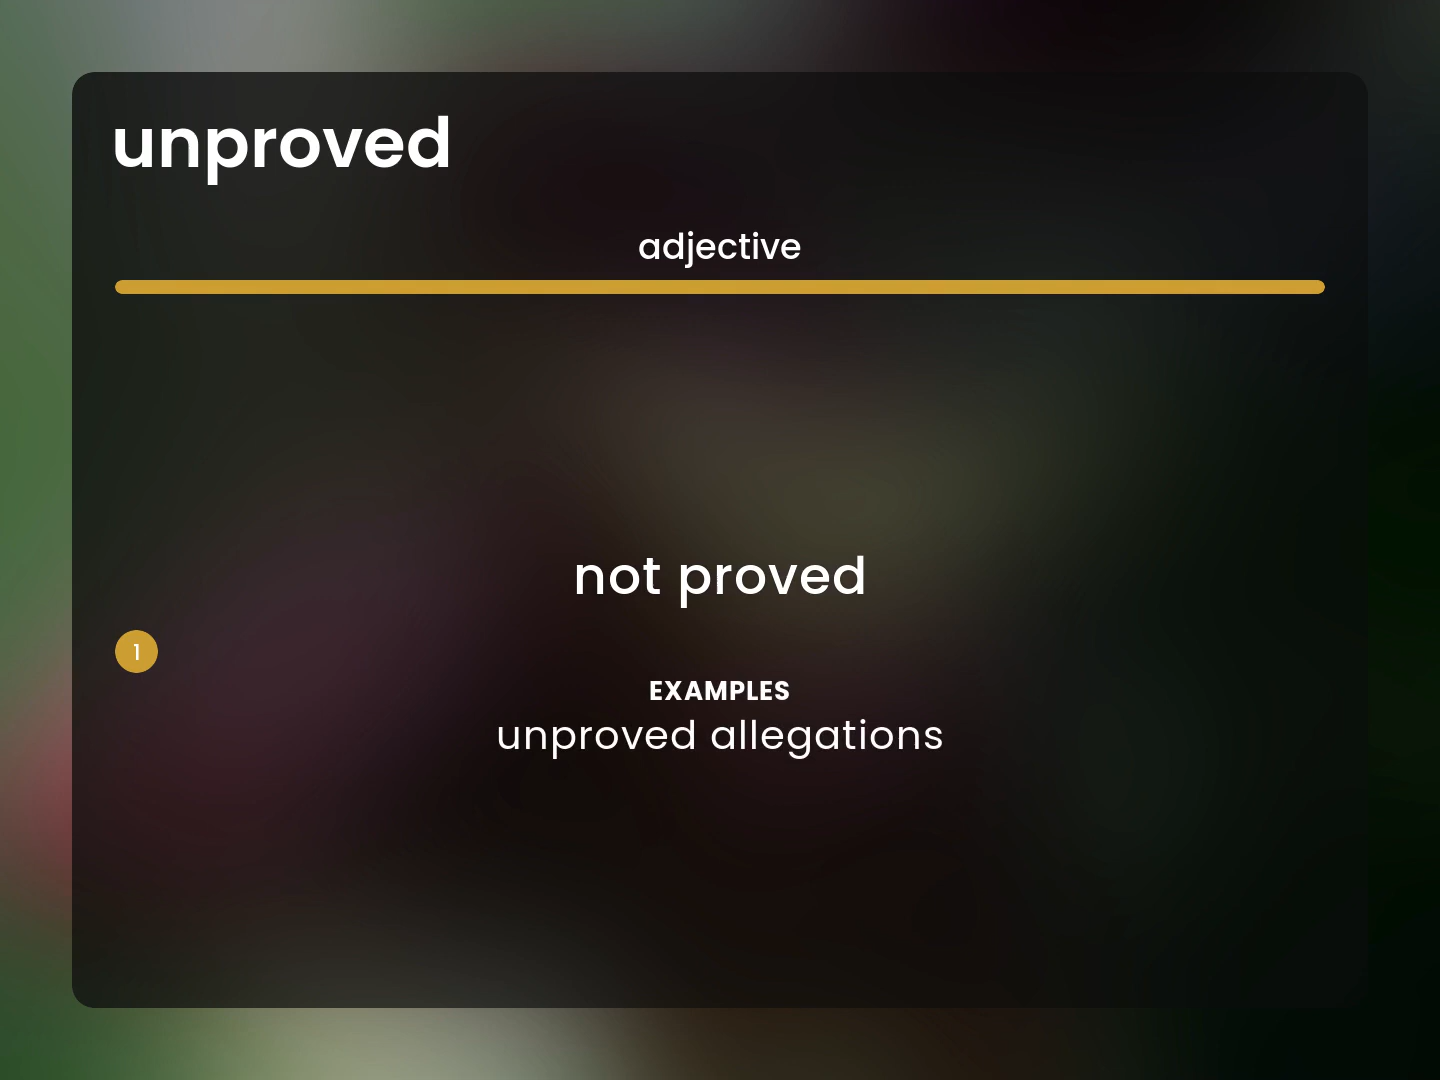 unproved
adjective
not proved
1
EXAMPLES
unproved allegations